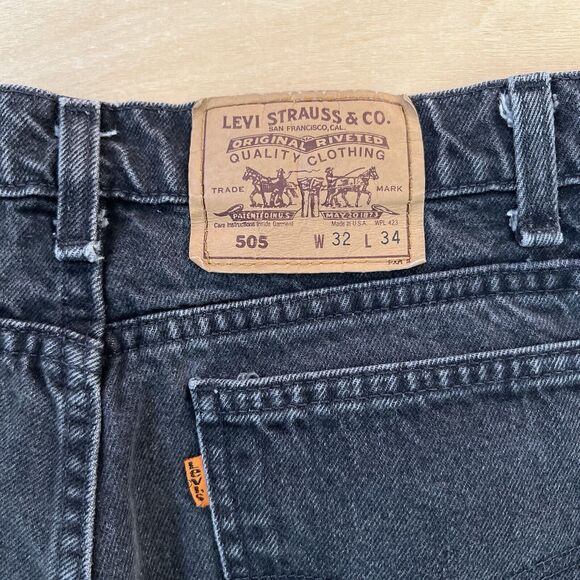 LEVI STRAUSS & CO.
SAN FRANCISCO, CAL.
ORIGINAL RIVETED
QUALITY CLOTHING
TRADE MARK
PATENTED IN U.S. MAY 20 1873
Care Instructions Inside Garment Made in U.S.A. WPL 423
505 W 32 L 34
LEVI'S